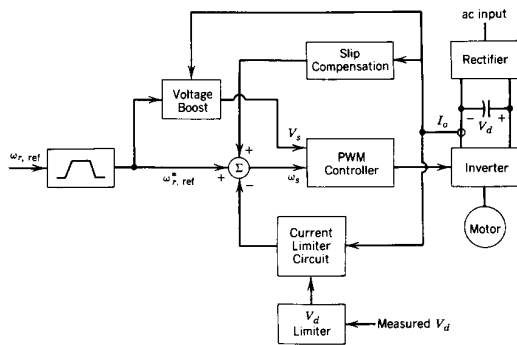 ac input
Rectifier
Slip
Compensation
Voltage
Boost
− V_d +
I_o
V_s
ω_r, ref
ω*_r, ref
+
+
Σ
−
ω_s
PWM
Controller
Inverter
Motor
Current
Limiter
Circuit
V_d
Limiter
Measured V_d